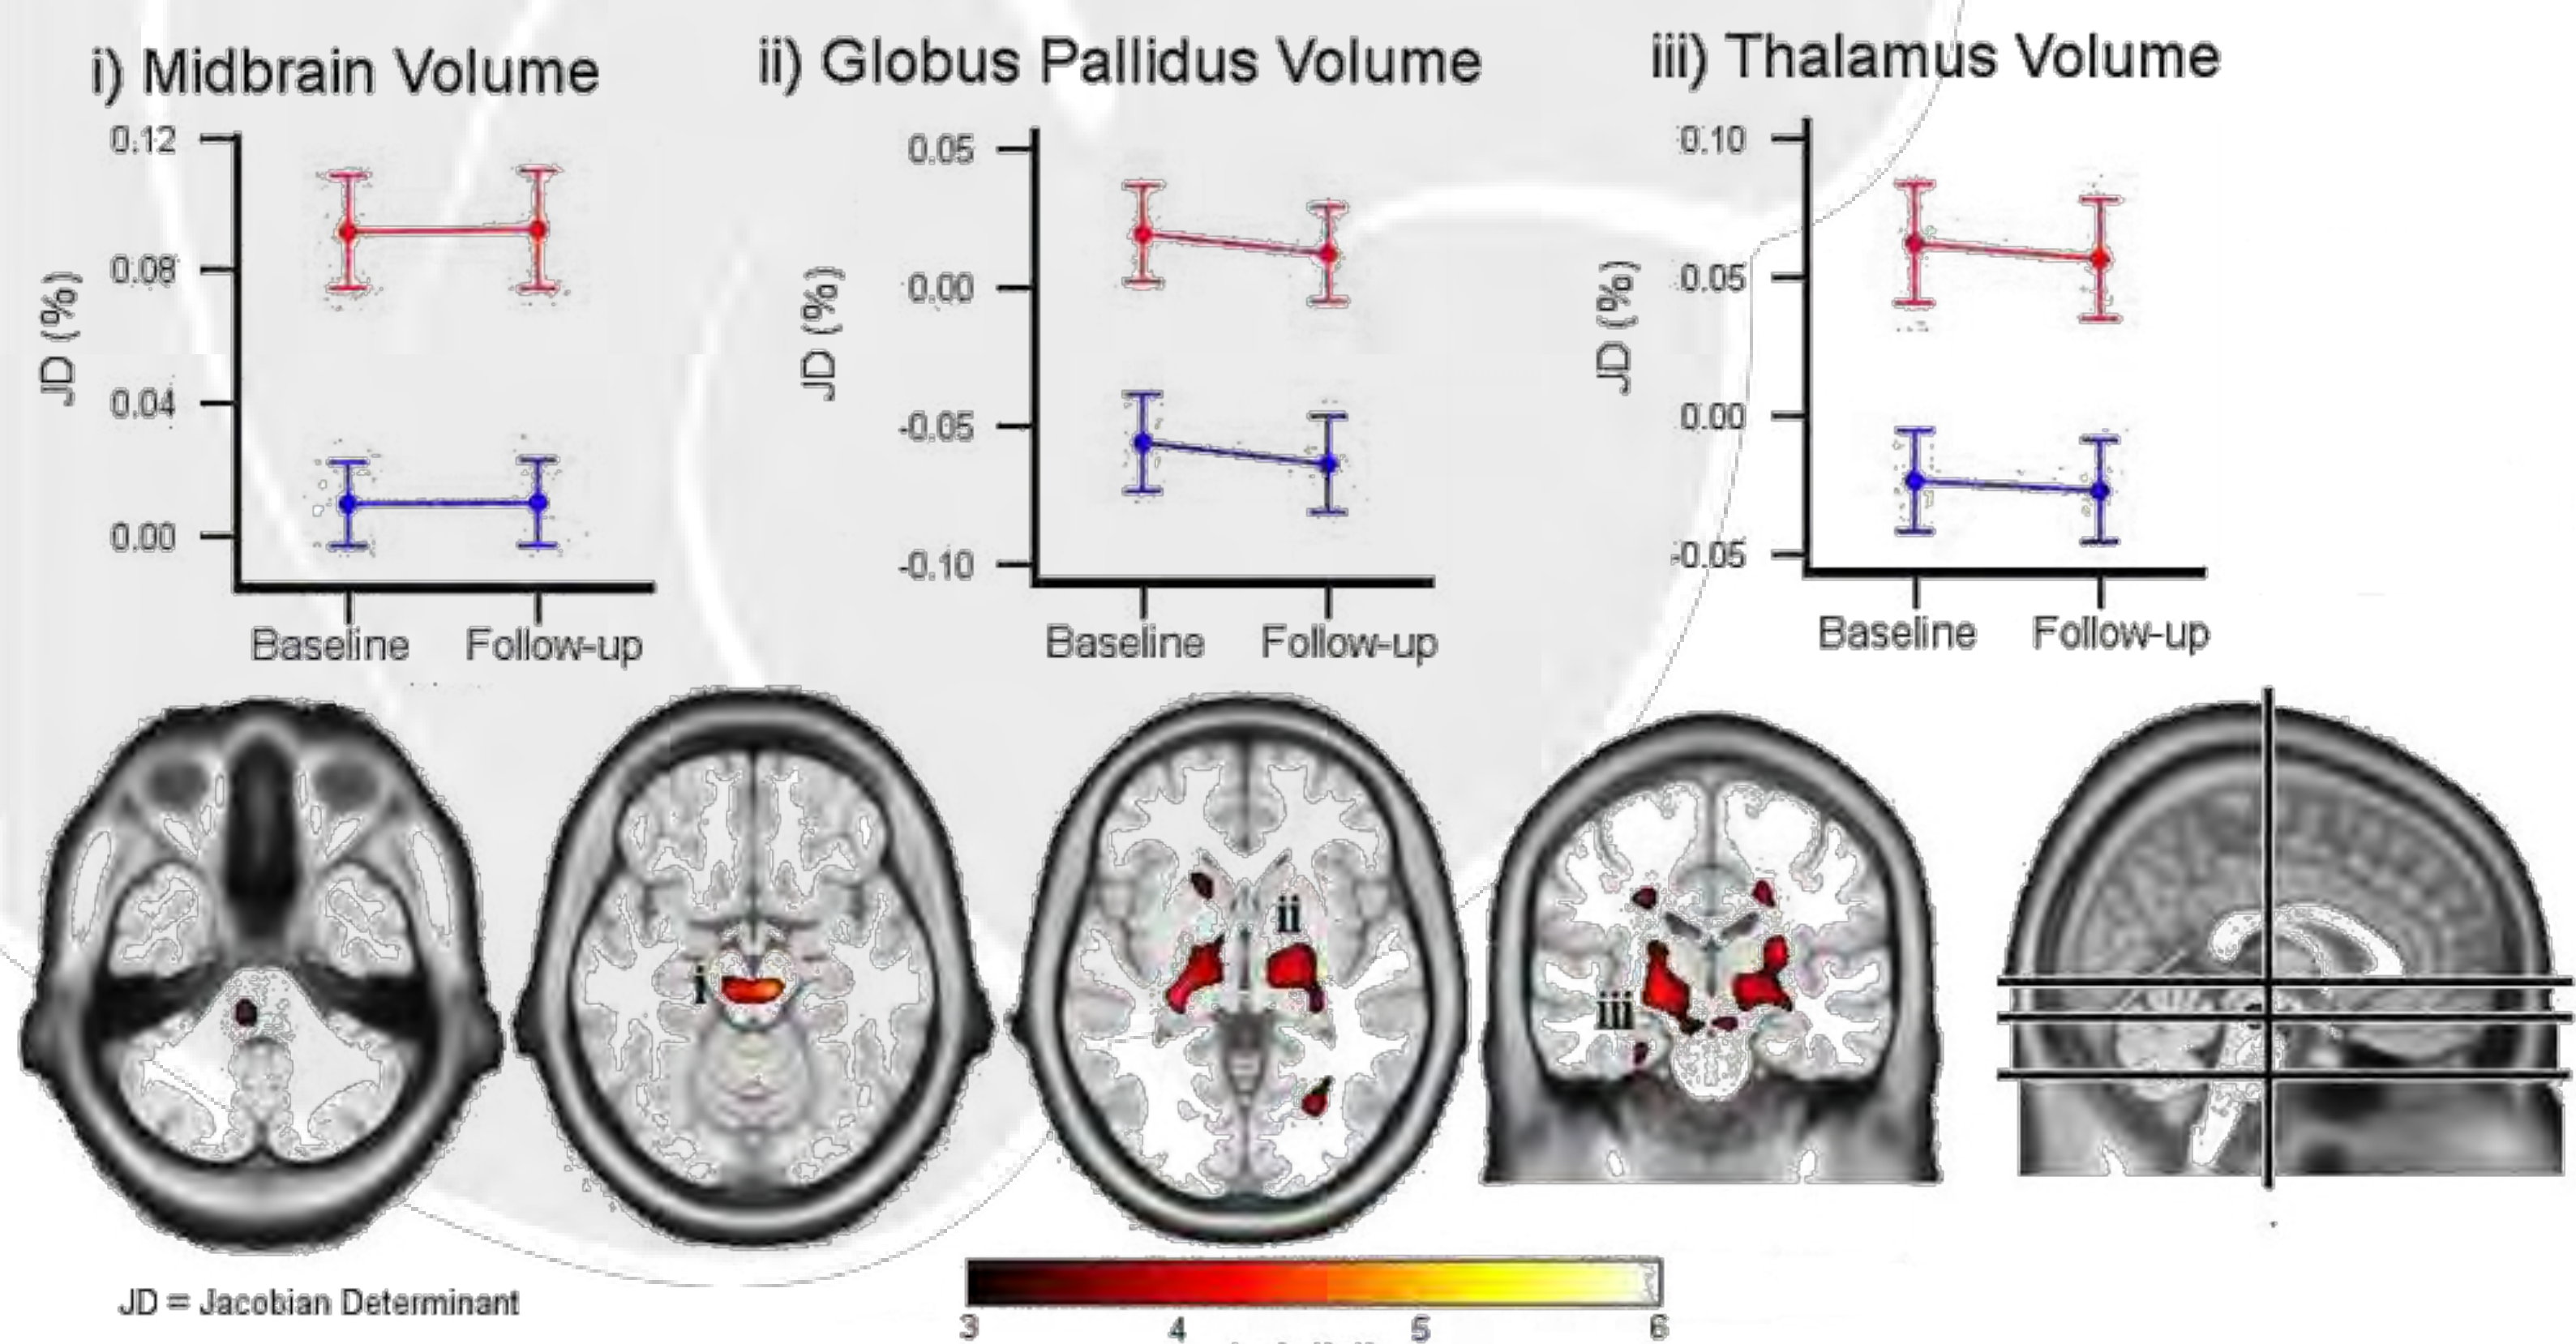 i) Midbrain Volume
0.12
0.08
0.04
0.00
JD (%)
Baseline Follow-up
ii) Globus Pallidus Volume
0.05
0.00
-0.05
-0.10
JD (%)
Baseline Follow-up
iii) Thalamus Volume
0.10
0.05
0.00
-0.05
JD (%)
Baseline Follow-up
i
ii
iii
JD = Jacobian Determinant
3 4 5 6